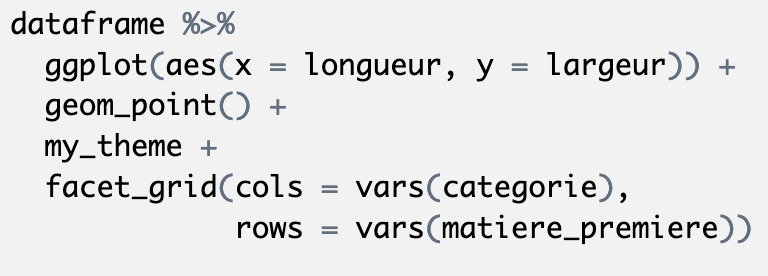 dataframe %>%
  ggplot(aes(x = longueur, y = largeur)) +
  geom_point() +
  my_theme +
  facet_grid(cols = vars(categorie),
             rows = vars(matiere_premiere))